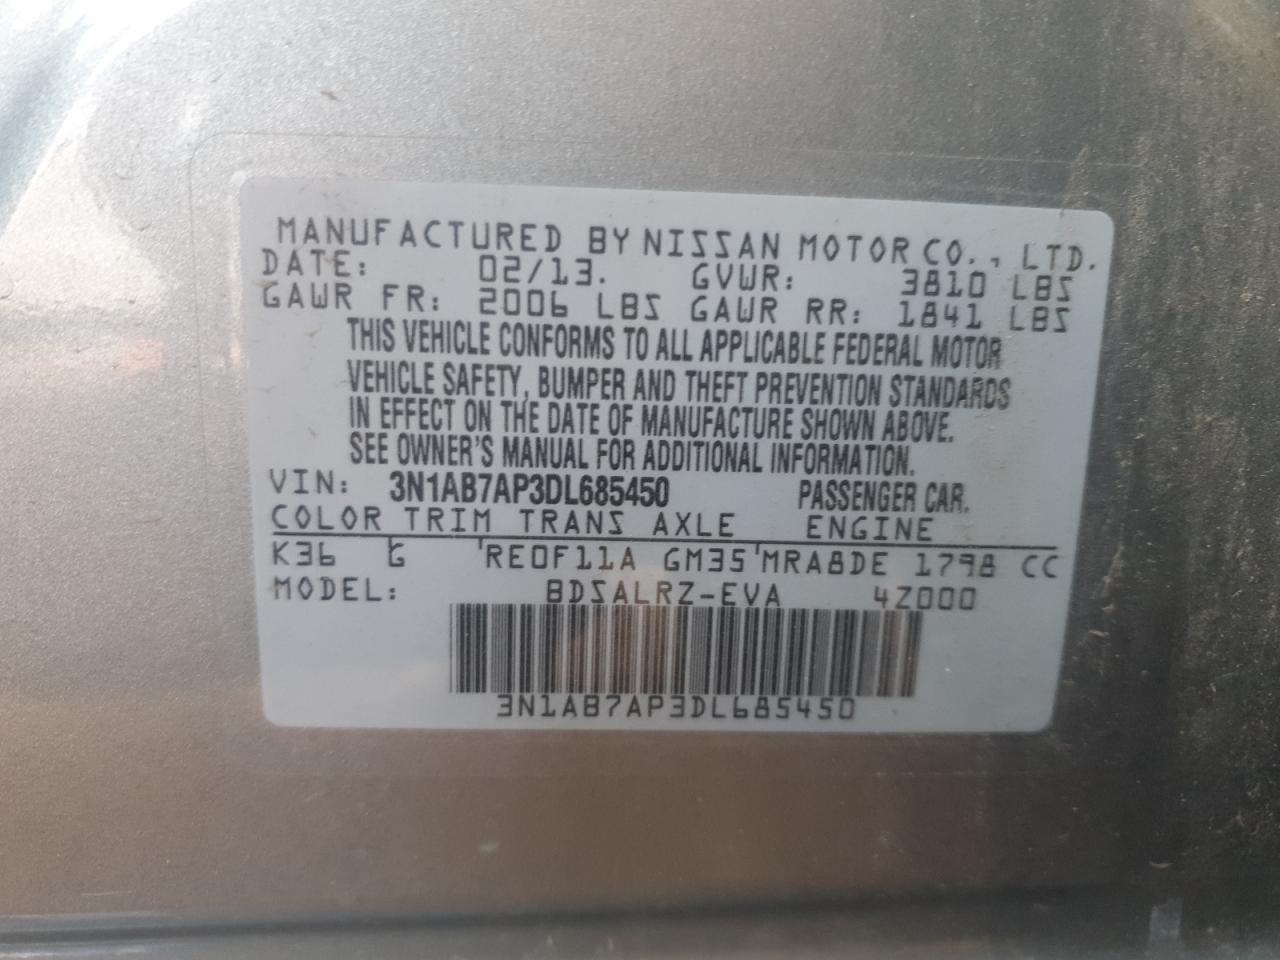 MANUFACTURED BY NISSAN MOTOR CO., LTD.
DATE: 02/13. GVWR: 3810 LBS
GAWR FR: 2006 LBS GAWR RR: 1841 LBS
THIS VEHICLE CONFORMS TO ALL APPLICABLE FEDERAL MOTOR
VEHICLE SAFETY, BUMPER AND THEFT PREVENTION STANDARDS
IN EFFECT ON THE DATE OF MANUFACTURE SHOWN ABOVE.
SEE OWNER'S MANUAL FOR ADDITIONAL INFORMATION.
VIN: 3N1AB7AP3DL685450 PASSENGER CAR.
COLOR TRIM TRANS AXLE ENGINE
K36 G RE0F11A GM35 MRA8DE 1798 CC
MODEL: BDSALRZ-EVA 4Z000
3N1AB7AP3DL685450